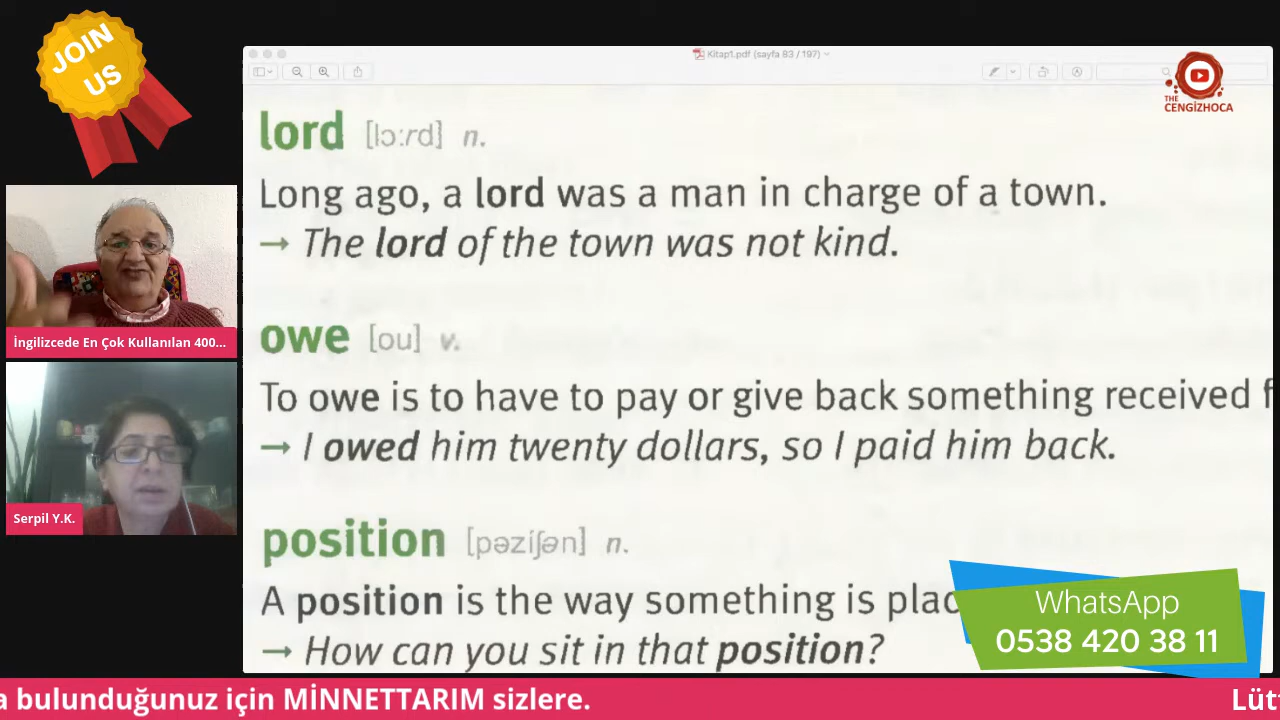 JOIN
US
Kitap1.pdf (sayfa 83 / 197)
THE
CENGİZHOCA
lord [lɔːrd] n.
Long ago, a lord was a man in charge of a town.
→ The lord of the town was not kind.
İngilizcede En Çok Kullanılan 400...
owe [ou] v.
To owe is to have to pay or give back something received f
→ I owed him twenty dollars, so I paid him back.
Serpil Y.K.
position [pəzíʃən] n.
A position is the way something is plac
→ How can you sit in that position?
WhatsApp
0538 420 38 11
a bulunduğunuz için MİNNETTARIM sizlere.
Lüt